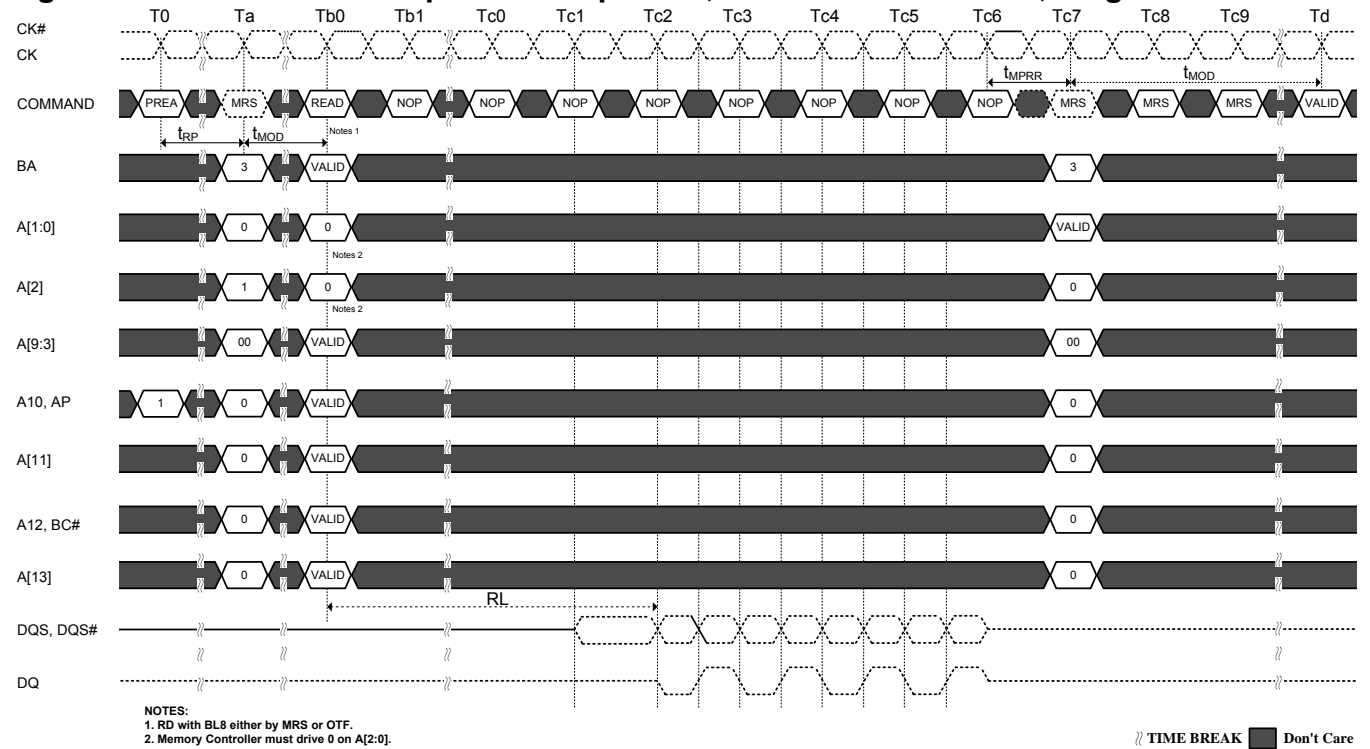 T0 Ta Tb0 Tb1 Tc0 Tc1 Tc2 Tc3 Tc4 Tc5 Tc6 Tc7 Tc8 Tc9 Td
CK#
CK
tMPRR tMOD
COMMAND PREA MRS READ NOP NOP NOP NOP NOP NOP NOP NOP MRS MRS MRS VALID
tRP tMOD Notes 1
BA 3 VALID 3
A[1:0] 0 0 VALID
Notes 2
A[2] 1 0 0
Notes 2
A[9:3] 00 VALID 00
A10, AP 1 0 VALID 0
A[11] 0 VALID 0
A12, BC# 0 VALID 0
A[13] 0 VALID 0
RL
DQS, DQS#
DQ
NOTES:
1. RD with BL8 either by MRS or OTF.
2. Memory Controller must drive 0 on A[2:0].
TIME BREAK Don't Care